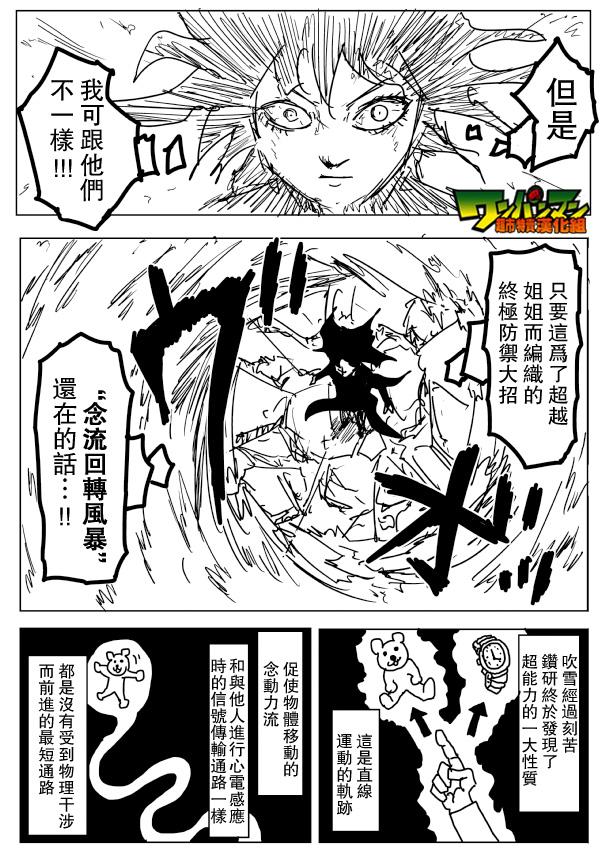 但是
我可跟他們
不一樣!!!
ワンパンマン
超市特賣漢化組
只要這爲了超越
姐姐而編織的
終極防禦大招
“念流回轉風暴”
還在的話…!!
吹雪經過刻苦
鑽研終於發現了
超能力的一大性質
這是直線
運動的軌跡
促使物體移動的
念動力流
和與他人進行心電感應
時的信號傳輸通路一樣
都是沒有受到物理干涉
而前進的最短通路